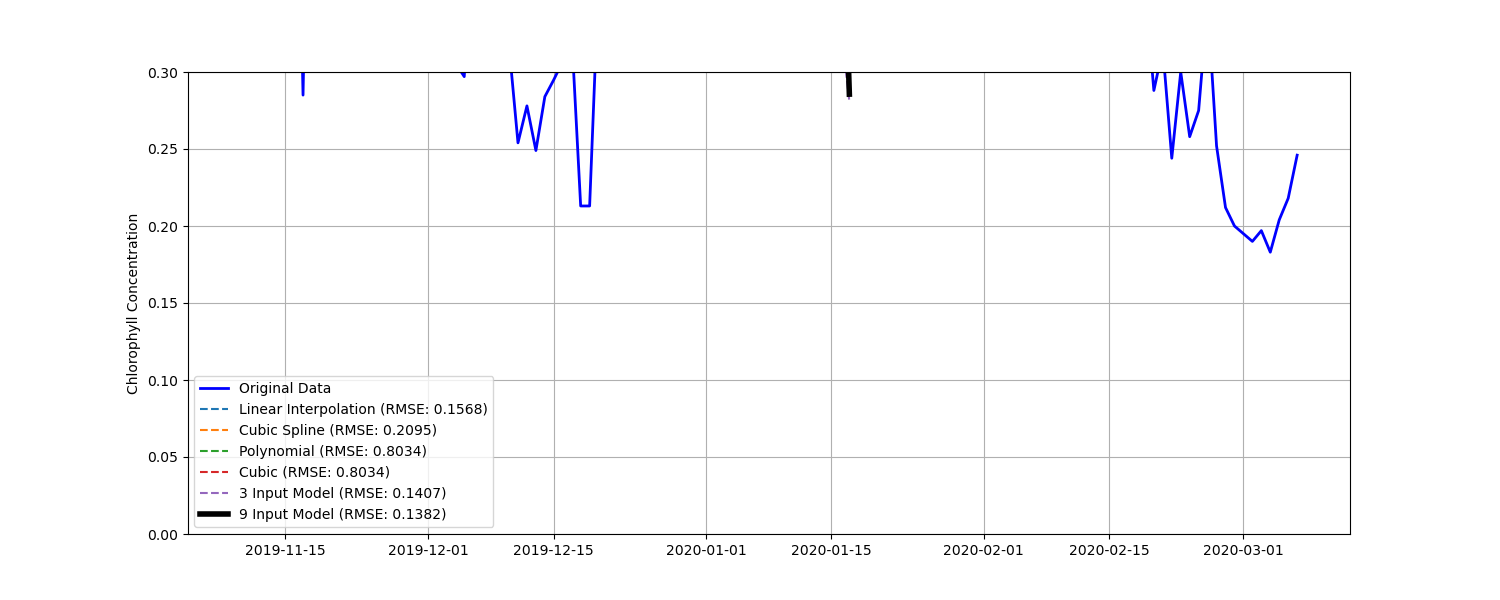 0.30
0.25
0.20
0.15
0.10
0.05
0.00
Chlorophyll Concentration
Original Data
Linear Interpolation (RMSE: 0.1568)
Cubic Spline (RMSE: 0.2095)
Polynomial (RMSE: 0.8034)
Cubic (RMSE: 0.8034)
3 Input Model (RMSE: 0.1407)
9 Input Model (RMSE: 0.1382)
2019-11-15 2019-12-01 2019-12-15 2020-01-01 2020-01-15 2020-02-01 2020-02-15 2020-03-01